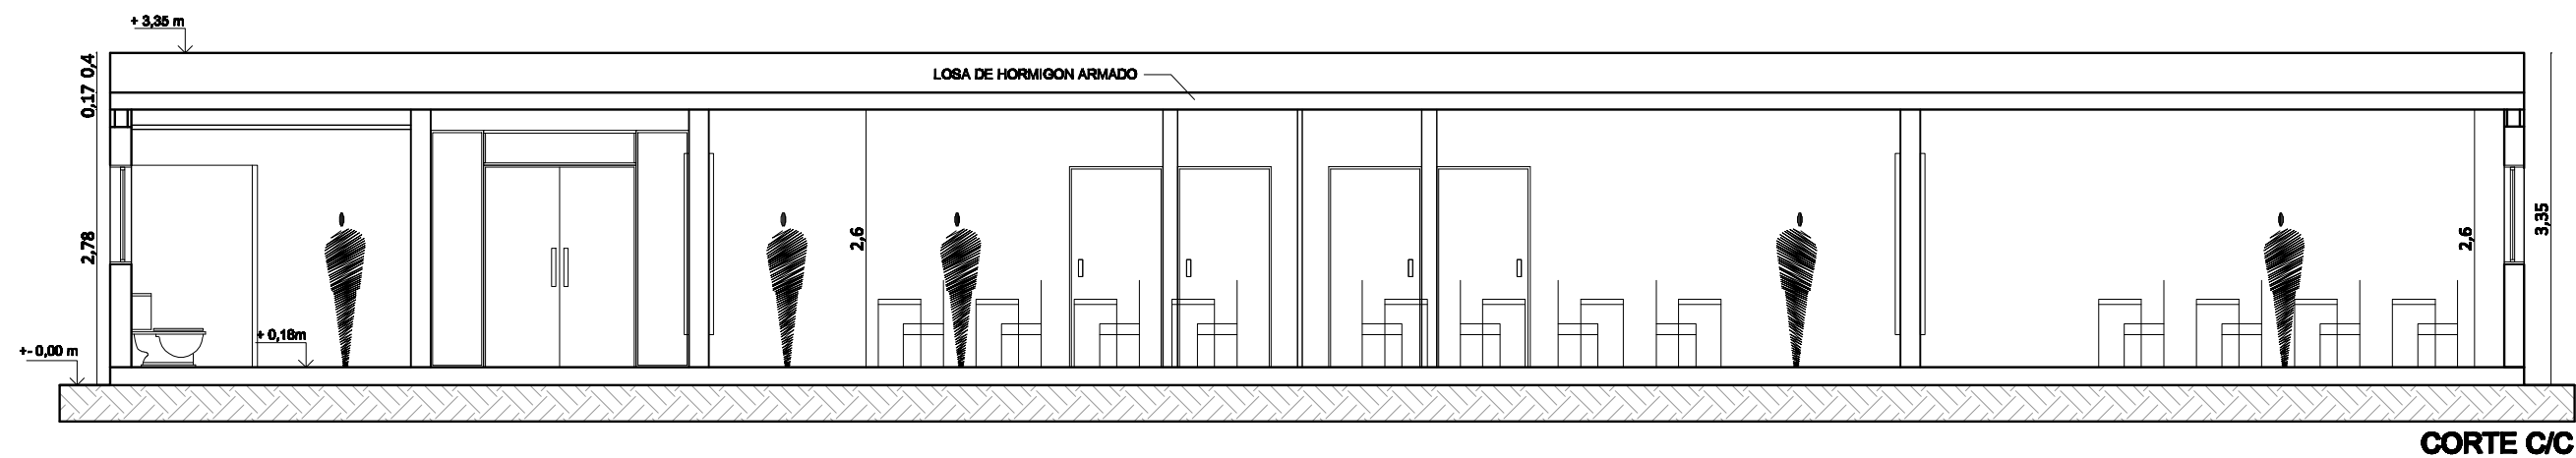 + 3,35 m
0,4
0,17
LOSA DE HORMIGON ARMADO
2,78
2,6
2,6
3,35
+ 0,18m
+- 0,00 m
CORTE C/C